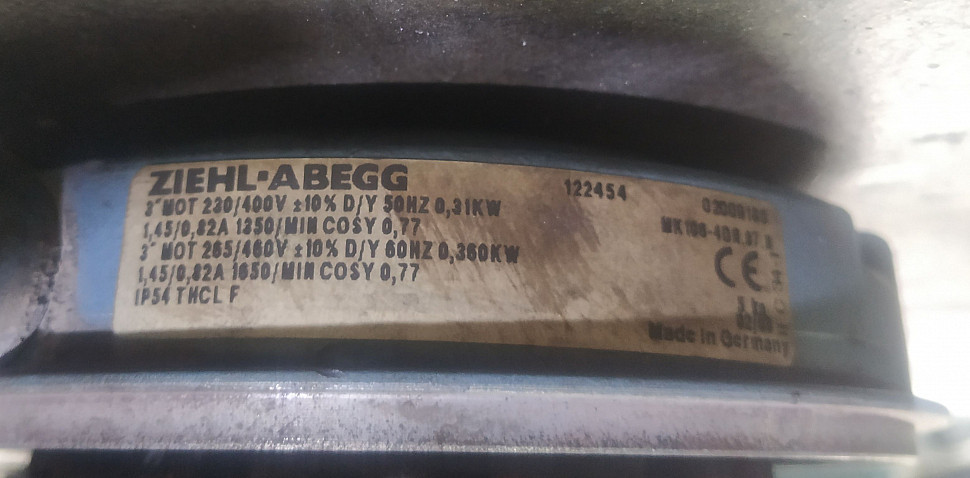 ZIEHL-ABEGG
122454
3~MOT 230/400V ±10% D/Y 50HZ 0,31KW
1,45/0,82A 1350/MIN COSY 0,77
3~MOT 265/460V ±10% D/Y 60HZ 0,360KW
1,45/0,82A 1650/MIN COSY 0,77
IP54 THCL F
CE
Made in Germany